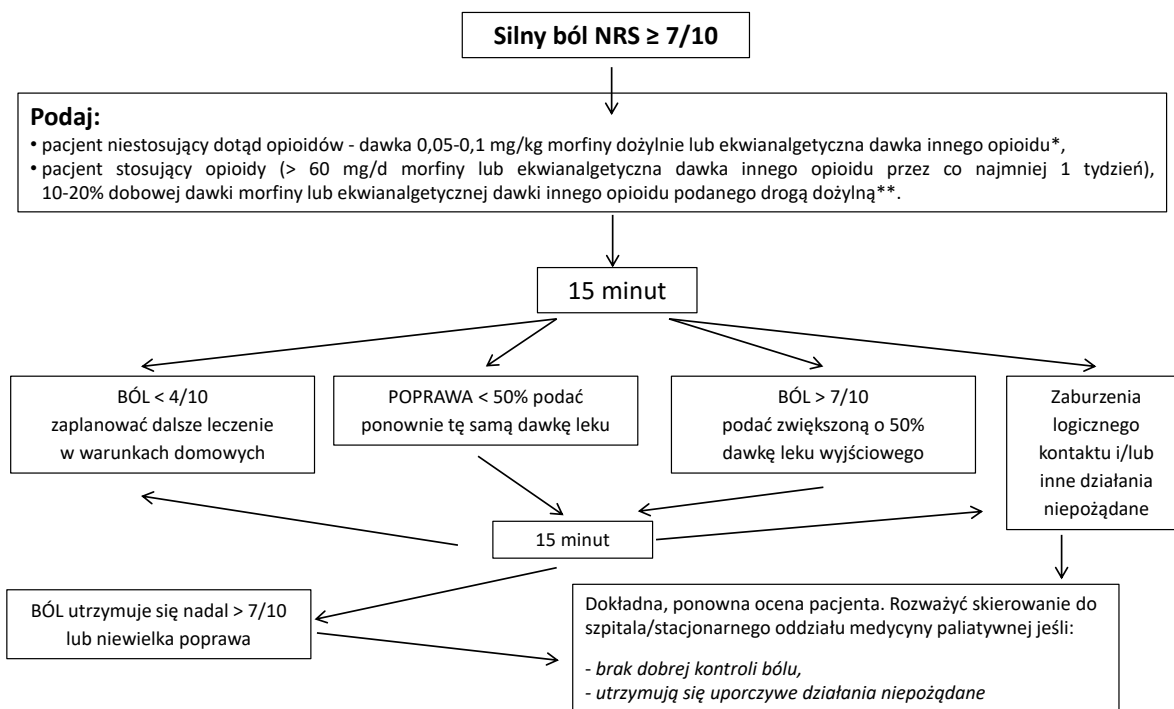 Silny ból NRS ≥ 7/10
Podaj:
• pacjent niestosujący dotąd opioidów - dawka 0,05-0,1 mg/kg morfiny dożylnie lub ekwianalgetyczna dawka innego opioidu*,
• pacjent stosujący opioidy (> 60 mg/d morfiny lub ekwianalgetyczna dawka innego opioidu przez co najmniej 1 tydzień),
10-20% dobowej dawki morfiny lub ekwianalgetycznej dawki innego opioidu podanego drogą dożylną**.
15 minut
BÓL < 4/10
zaplanować dalsze leczenie
w warunkach domowych
POPRAWA < 50% podać
ponownie tę samą dawkę leku
BÓL > 7/10
podać zwiększoną o 50%
dawkę leku wyjściowego
Zaburzenia
logicznego
kontaktu i/lub
inne działania
niepożądane
15 minut
BÓL utrzymuje się nadal > 7/10
lub niewielka poprawa
Dokładna, ponowna ocena pacjenta. Rozważyć skierowanie do
szpitala/stacjonarnego oddziału medycyny paliatywnej jeśli:
- brak dobrej kontroli bólu,
- utrzymują się uporczywe działania niepożądane